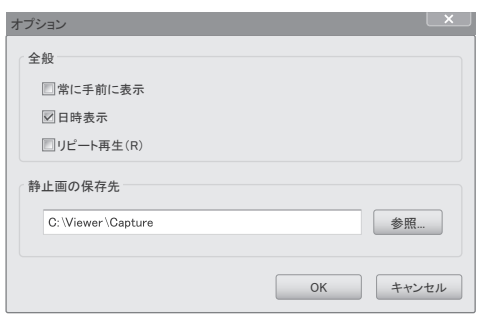 オプション
全般
常に手前に表示
日時表示
リピート再生(R)
静止画の保存先
C:\Viewer\Capture
参照...
OK
キャンセル